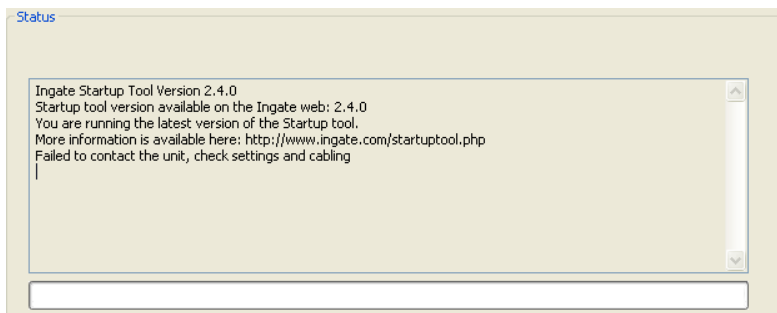 Status
Ingate Startup Tool Version 2.4.0
Startup tool version available on the Ingate web: 2.4.0
You are running the latest version of the Startup tool.
More information is available here: http://www.ingate.com/startuptool.php
Failed to contact the unit, check settings and cabling